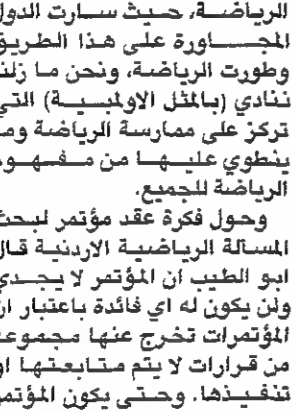 الرياضة، حيث سارت الدول
المجاورة على هذا الطريق
وطورت الرياضة، ونحن ما زلنا
ننادي (بالمثل الاولمبية) التي
تركز على ممارسة الرياضة وما
ينطوي عليها من مفهوم
الرياضة للجميع.
وحول فكرة عقد مؤتمر لبحث
المسألة الرياضية الاردنية قال
ابو الطيب ان المؤتمر لا يجدي
ولن يكون له اي فائدة باعتبار ان
المؤتمرات تخرج عنها مجموعة
من قرارات لا يتم متابعتها او
تنفيذها. وحتى يكون المؤتمر